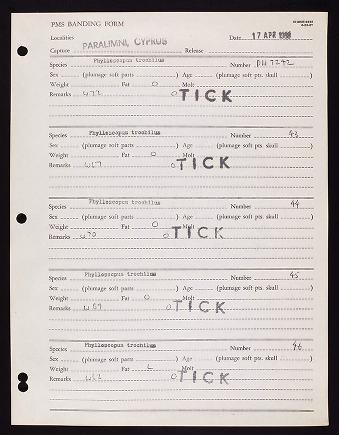 PMS BANDING FORM
Localities Date 17 APR
Capture PARALIMNI, CYPRUS Release
Species Phylloscopus trochilus Number
Sex (plumage soft parts ) Age (plumage soft pts. skull )
Weight Fat 0 Molt
Remarks W72 0 TICK
Species Phylloscopus trochilus Number 43
Sex (plumage soft parts ) Age (plumage soft pts. skull )
Weight Fat 0 Molt
Remarks W67 0 TICK
Species Phylloscopus trochilus Number 44
Sex (plumage soft parts ) Age (plumage soft pts. skull )
Weight Fat 0 Molt
Remarks W70 0 TICK
Species Phylloscopus trochilus Number 45
Sex (plumage soft parts ) Age (plumage soft pts. skull )
Weight Fat 0 Molt
Remarks W69 0 TICK
Species Phylloscopus trochilus Number 46
Sex (plumage soft parts ) Age (plumage soft pts. skull )
Weight Fat L Molt
Remarks 0 TICK